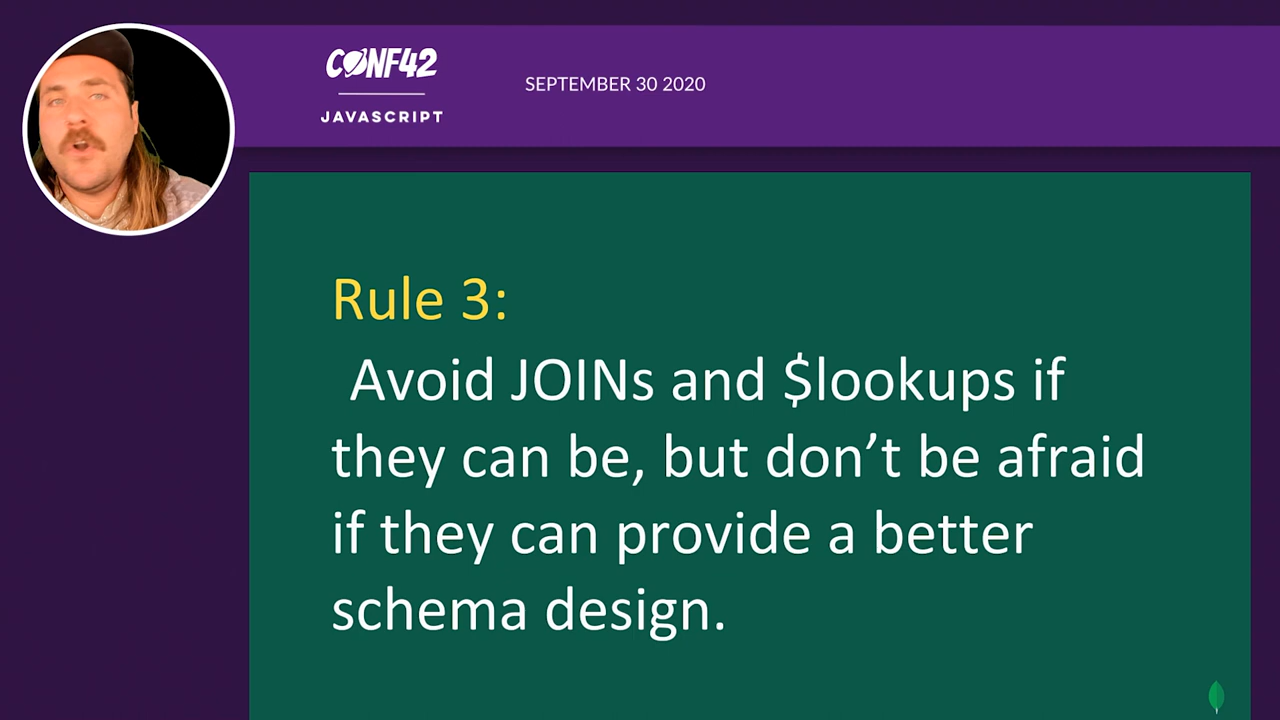 CONF42
JAVASCRIPT
SEPTEMBER 30 2020
Rule 3:
Avoid JOINs and $lookups if
they can be, but don’t be afraid
if they can provide a better
schema design.